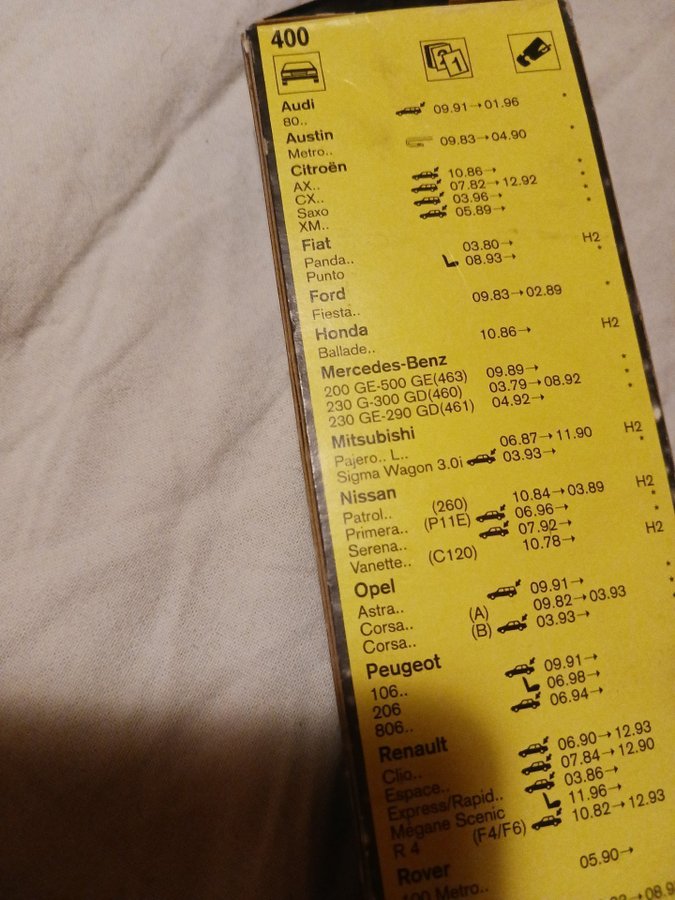 400
2 1
Audi
80.. 09.91→01.96 *
Austin
Metro.. 09.83→04.90 *
Citroën
AX.. 10.86→ *
CX.. 07.82→12.92 *
Saxo 03.96→ *
XM.. 05.89→ *
Fiat
Panda.. 03.80→ H2
Punto 08.93→ *
Ford
Fiesta.. 09.83→02.89 *
Honda
Ballade.. 10.86→ H2
Mercedes-Benz
200 GE-500 GE(463) 09.89→ *
230 G-300 GD(460) 03.79→08.92 *
230 GE-290 GD(461) 04.92→ *
Mitsubishi
Pajero.. L.. 06.87→11.90 H2
Sigma Wagon 3.0i 03.93→ *
Nissan
Patrol.. (260) 10.84→03.89 H2
Primera.. (P11E) 06.96→ *
Serena.. 07.92→ *
Vanette.. (C120) 10.78→ H2
Opel
Astra.. 09.91→ *
Corsa.. (A) 09.82→03.93 *
Corsa.. (B) 03.93→
Peugeot
106.. 09.91→
206 06.98→
806.. 06.94→
Renault
Clio.. 06.90→12.93
Espace.. 07.84→12.90
Express/Rapid.. 03.86→
Mégane Scenic 11.96→
R 4 (F4/F6) 10.82→12.93
Rover
100 Metro.. 05.90→